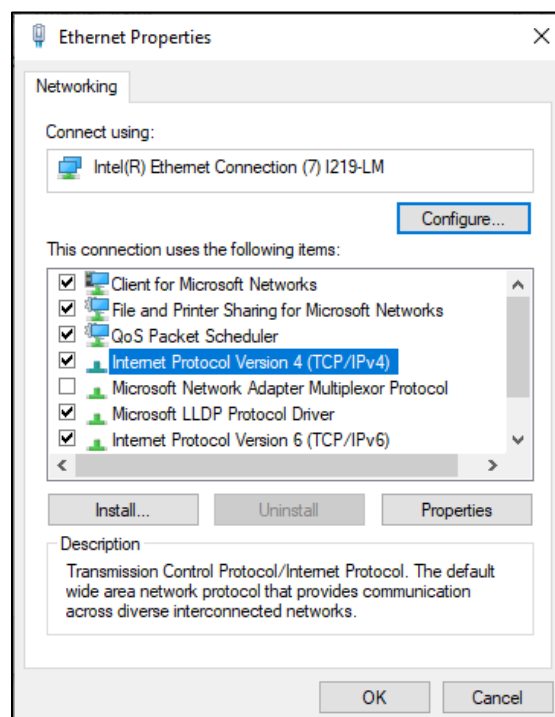 Ethernet Properties
Networking
Connect using:
Intel(R) Ethernet Connection (7) I219-LM
Configure...
This connection uses the following items:
Client for Microsoft Networks
File and Printer Sharing for Microsoft Networks
QoS Packet Scheduler
Internet Protocol Version 4 (TCP/IPv4)
Microsoft Network Adapter Multiplexor Protocol
Microsoft LLDP Protocol Driver
Internet Protocol Version 6 (TCP/IPv6)
Install... Uninstall Properties
Description
Transmission Control Protocol/Internet Protocol. The default
wide area network protocol that provides communication
across diverse interconnected networks.
OK Cancel